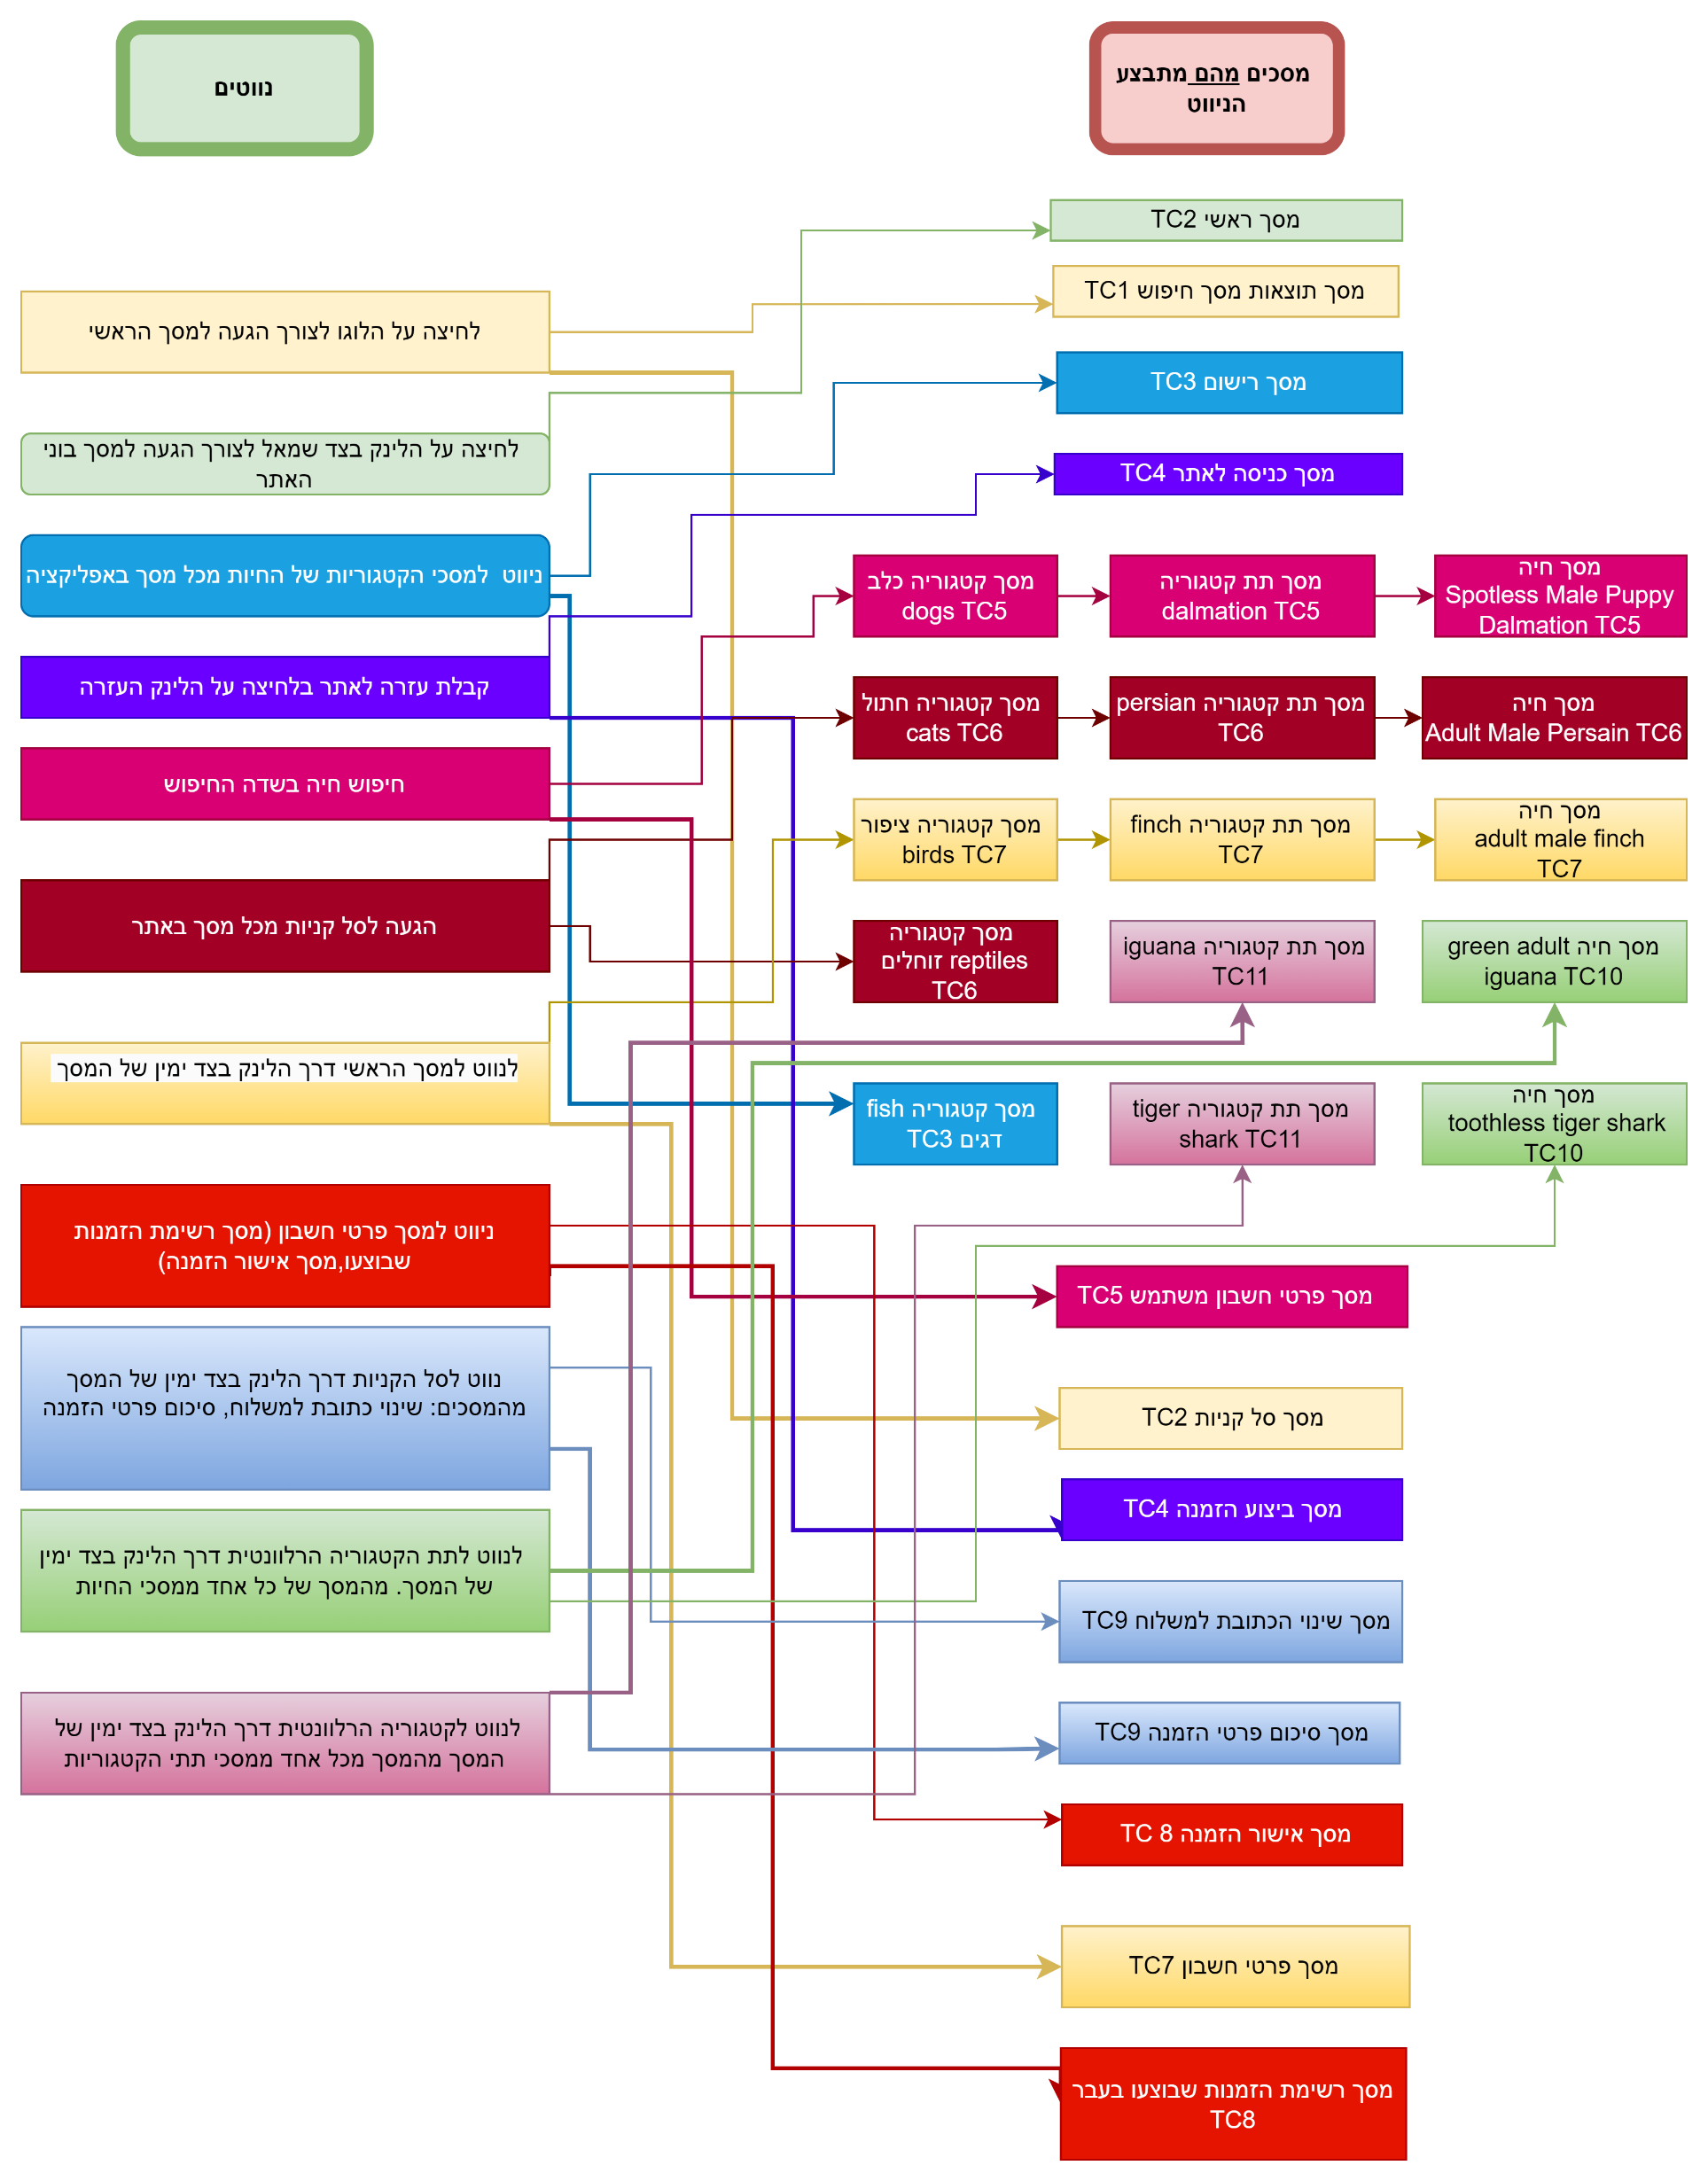 מסכים מהם מתבצע
הניווט
נווטים
מסך ראשי TC2
מסך תוצאות מסך חיפוש TC1
מסך רישום TC3
מסך כניסה לאתר TC4
מסך קטגוריה כלב
dogs TC5
מסך תת קטגוריה
dalmation TC5
מסך חיה
Spotless Male Puppy
Dalmation TC5
מסך קטגוריה חתול
cats TC6
מסך תת קטגוריה persian
TC6
מסך חיה
Adult Male Persain TC6
מסך קטגוריה ציפור
birds TC7
מסך תת קטגוריה finch
TC7
מסך חיה
adult male finch
TC7
מסך קטגוריה
reptiles זוחלים
TC6
מסך תת קטגוריה iguana
TC11
מסך חיה green adult
iguana TC10
מסך קטגוריה fish
דגים TC3
מסך תת קטגוריה tiger
shark TC11
מסך חיה
toothless tiger shark
TC10
מסך פרטי חשבון משתמש TC5
מסך סל קניות TC2
מסך ביצוע הזמנה TC4
מסך שינוי הכתובת למשלוח TC9
מסך סיכום פרטי הזמנה TC9
מסך אישור הזמנה TC 8
מסך פרטי חשבון TC7
מסך רשימת הזמנות שבוצעו בעבר
TC8
לחיצה על הלוגו לצורך הגעה למסך הראשי
לחיצה על הלינק בצד שמאל לצורך הגעה למסך בוני
האתר
ניווט  למסכי הקטגוריות של החיות מכל מסך באפליקציה
קבלת עזרה לאתר בלחיצה על הלינק העזרה
חיפוש חיה בשדה החיפוש
הגעה לסל קניות מכל מסך באתר
לנווט למסך הראשי דרך הלינק בצד ימין של המסך
ניווט למסך פרטי חשבון (מסך רשימת הזמנות
שבוצעו,מסך אישור הזמנה)
נווט לסל הקניות דרך הלינק בצד ימין של המסך
מהמסכים: שינוי כתובת למשלוח, סיכום פרטי הזמנה
לנווט לתת הקטגוריה הרלוונטית דרך הלינק בצד ימין
של המסך. מהמסך של כל אחד ממסכי החיות
לנווט לקטגוריה הרלוונטית דרך הלינק בצד ימין של
המסך מהמסך מכל אחד ממסכי תתי הקטגוריות